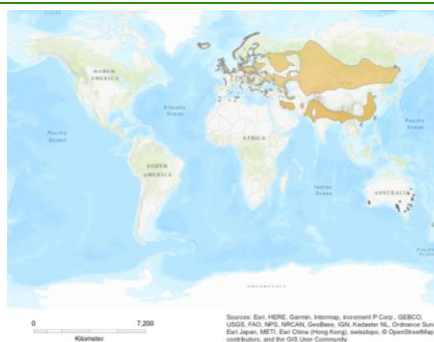 NORTH
AMERICA
Atlantic
Ocean
AFRICA
Pacific
Ocean
Pacific
Ocean
SOUTH
AMERICA
Indian
Ocean
AUSTRALIA
ANTARCTICA
0 7,200
Kilometer
Sources: Esri, HERE, Garmin, Intermap, increment P Corp., GEBCO,
USGS, FAO, NPS, NRCAN, GeoBase, IGN, Kadaster NL, Ordnance Surv
Esri Japan, METI, Esri China (Hong Kong), swisstopo, © OpenStreetMap
contributors, and the GIS User Community